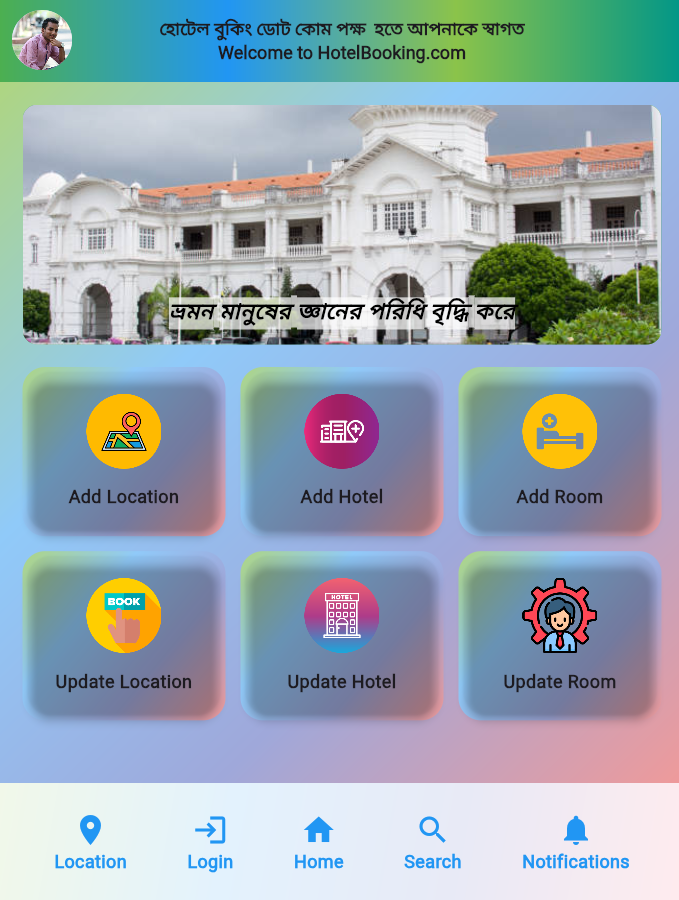 হোটেল বুকিং ডোট কোম পক্ষ হতে আপনাকে স্বাগত
Welcome to HotelBooking.com
ভ্রমন মানুষের জ্ঞানের পরিধি বৃদ্ধি করে
Add Location
Add Hotel
Add Room
BOOK
HOTEL
Update Location
Update Hotel
Update Room
Location
Login
Home
Search
Notifications